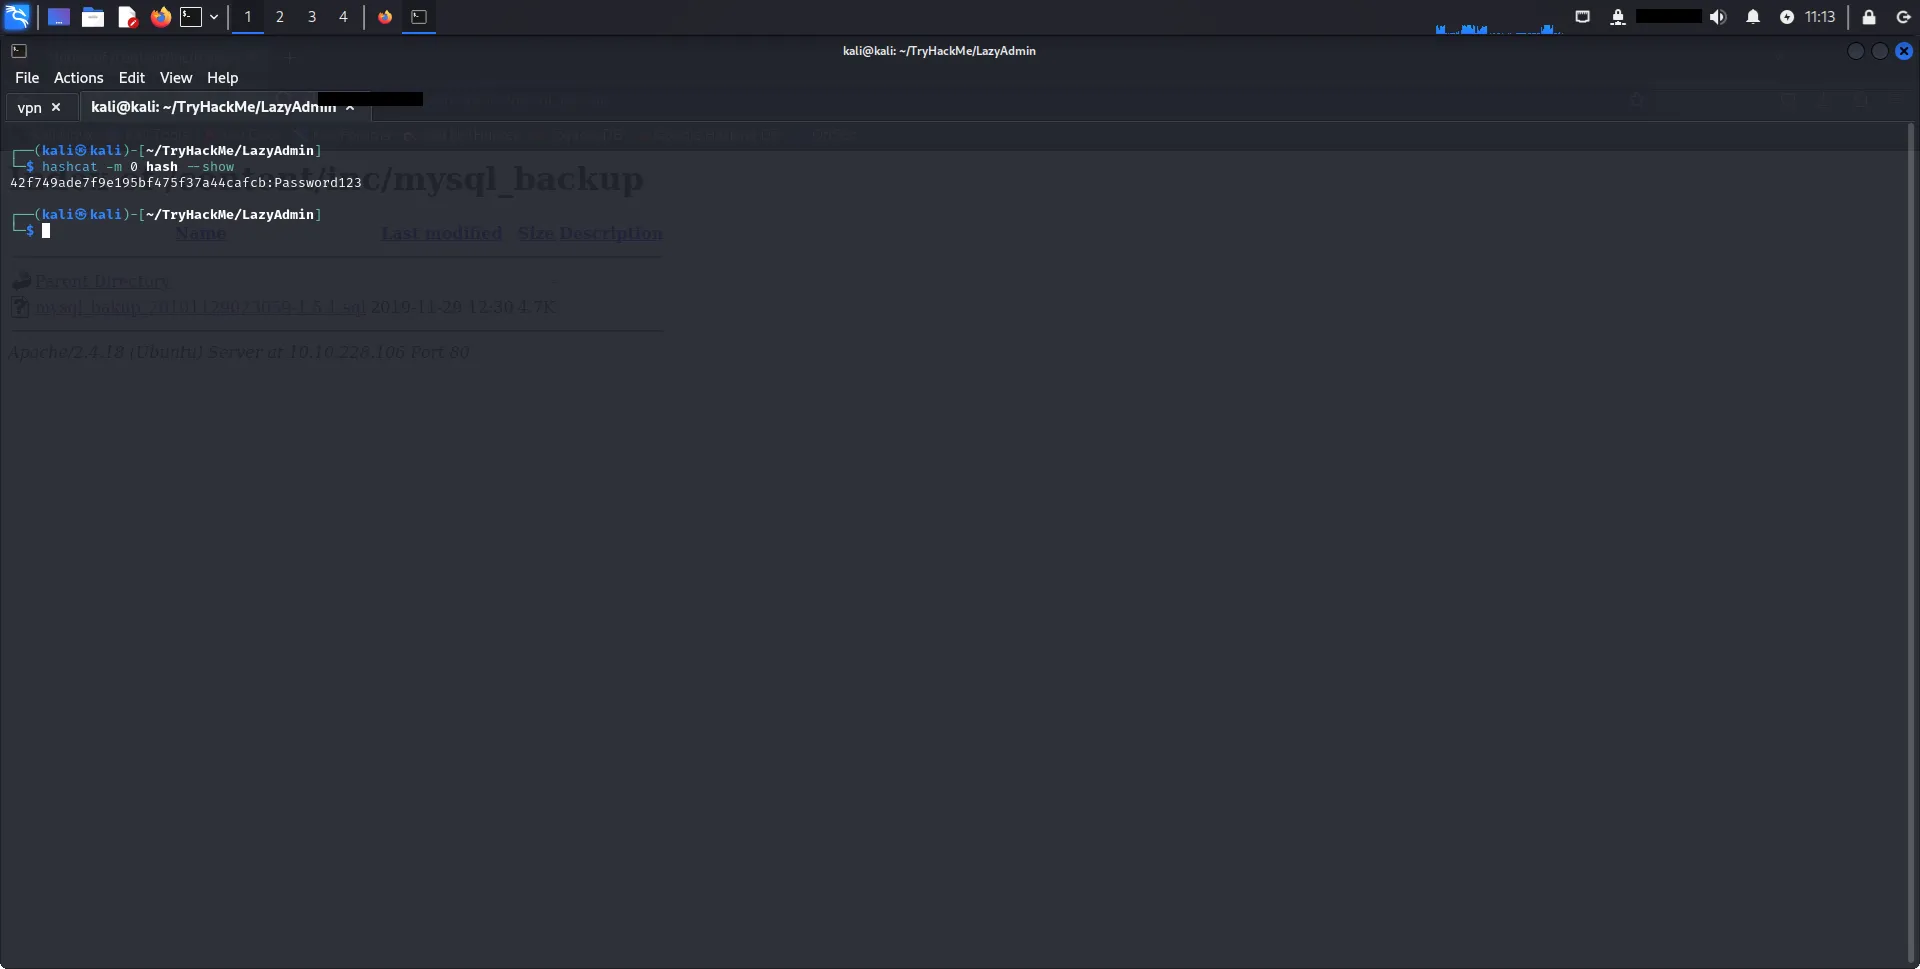 1 2 3 4 11:13
kali@kali: ~/TryHackMe/LazyAdmin
File Actions Edit View Help
vpn × kali@kali: ~/TryHackMe/LazyAdmin ×
┌──(kali㉿kali)-[~/TryHackMe/LazyAdmin]
└─$ hashcat -m 0 hash --show
42f749ade7f9e195bf475f37a44cafcb:Password123
/mysql_backup
┌──(kali㉿kali)-[~/TryHackMe/LazyAdmin]
└─$
Name Last modified Size Description
Parent Directory
mysql_bakup_20191129023059-1.5.1.sql 2019-11-29 12:30 4.7K
Apache/2.4.18 (Ubuntu) Server at 10.10.228.106 Port 80